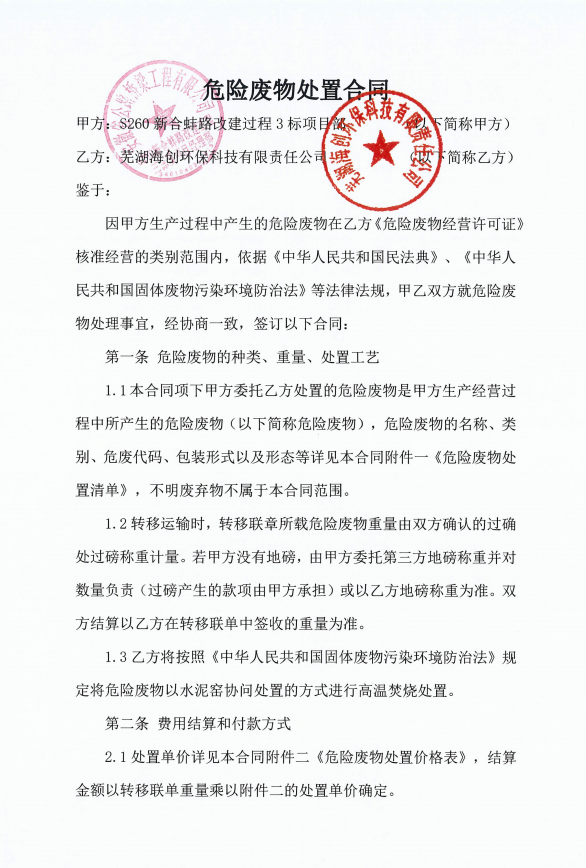 危险废物处置合同
甲方：S260新合蚌路改建过程3标项目部（以下简称甲方）
乙方：芜湖海创环保科技有限责任公司（以下简称乙方）
鉴于：
因甲方生产过程中产生的危险废物在乙方《危险废物经营许可证》
核准经营的类别范围内，依据《中华人民共和国民法典》、《中华人
民共和国固体废物污染环境防治法》等法律法规，甲乙双方就危险废
物处理事宜，经协商一致，签订以下合同：
第一条 危险废物的种类、重量、处置工艺
1.1本合同项下甲方委托乙方处置的危险废物是甲方生产经营过
程中所产生的危险废物（以下简称危险废物），危险废物的名称、类
别、危废代码、包装形式以及形态等详见本合同附件一《危险废物处
置清单》，不明废弃物不属于本合同范围。
1.2转移运输时，转移联章所载危险废物重量由双方确认的过确
处过磅称重计量。若甲方没有地磅，由甲方委托第三方地磅称重并对
数量负责（过磅产生的款项由甲方承担）或以乙方地磅称重为准。双
方结算以乙方在转移联单中签收的重量为准。
1.3乙方将按照《中华人民共和国固体废物污染环境防治法》规
定将危险废物以水泥窑协问处置的方式进行高温焚烧处置。
第二条 费用结算和付款方式
2.1处置单价详见本合同附件二《危险废物处置价格表》，结算
金额以转移联单重量乘以附件二的处置单价确定。
芜湖海创环保科技有限责任公司